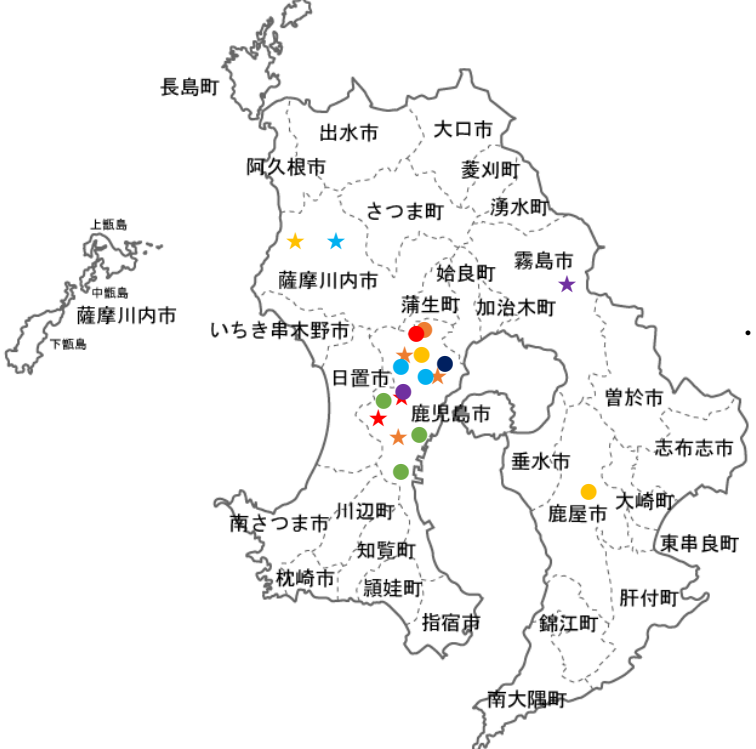 長島町
出水市
大口市
阿久根市
菱刈町
さつま町
湧水町
上甑島
霧島市
姶良町
薩摩川内市
中甑島
蒲生町
加治木町
薩摩川内市
いちき串木野市
下甑島
日置市
曽於市
鹿児島市
志布志市
垂水市
大崎町
鹿屋市
川辺町
南さつま市
東串良町
知覧町
枕崎市
頴娃町
肝付町
指宿市
錦江町
南大隅町